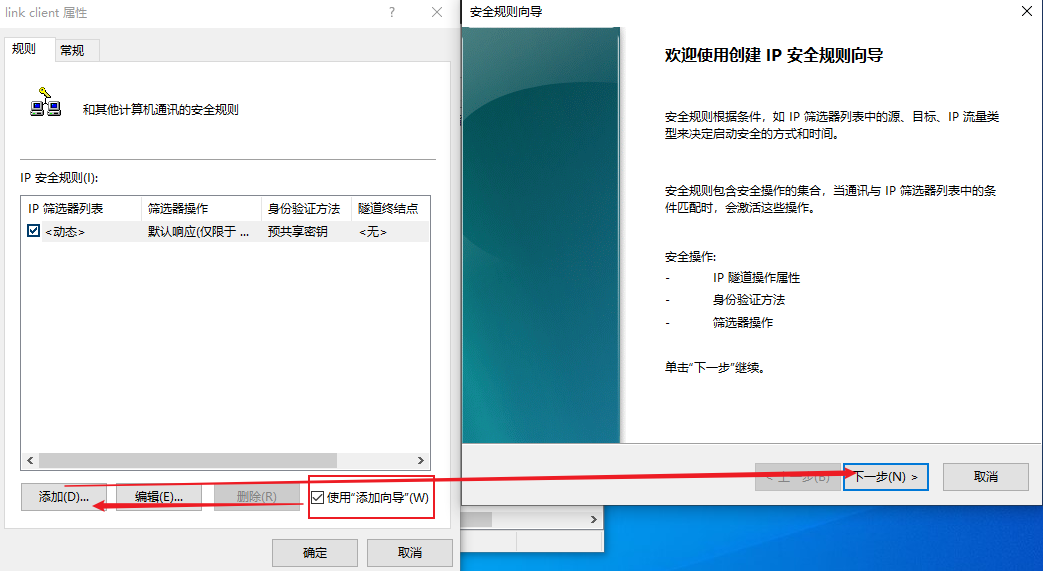 link client 属性
规则
常规
和其他计算机通讯的安全规则
IP 安全规则(I):
IP 筛选器列表 筛选器操作 身份验证方法 隧道终结点
<动态> 默认响应(仅限于 ... 预共享密钥 <无>
添加(D)... 编辑(E)... 删除(R) 使用“添加向导”(W)
确定 取消
安全规则向导
欢迎使用创建 IP 安全规则向导
安全规则根据条件，如 IP 筛选器列表中的源、目标、IP 流量类
型来决定启动安全的方式和时间。
安全规则包含安全操作的集合，当通讯与 IP 筛选器列表中的条
件匹配时，会激活这些操作。
安全操作:
- IP 隧道操作属性
- 身份验证方法
- 筛选器操作
单击“下一步”继续。
< 上一步(B) 下一步(N) > 取消